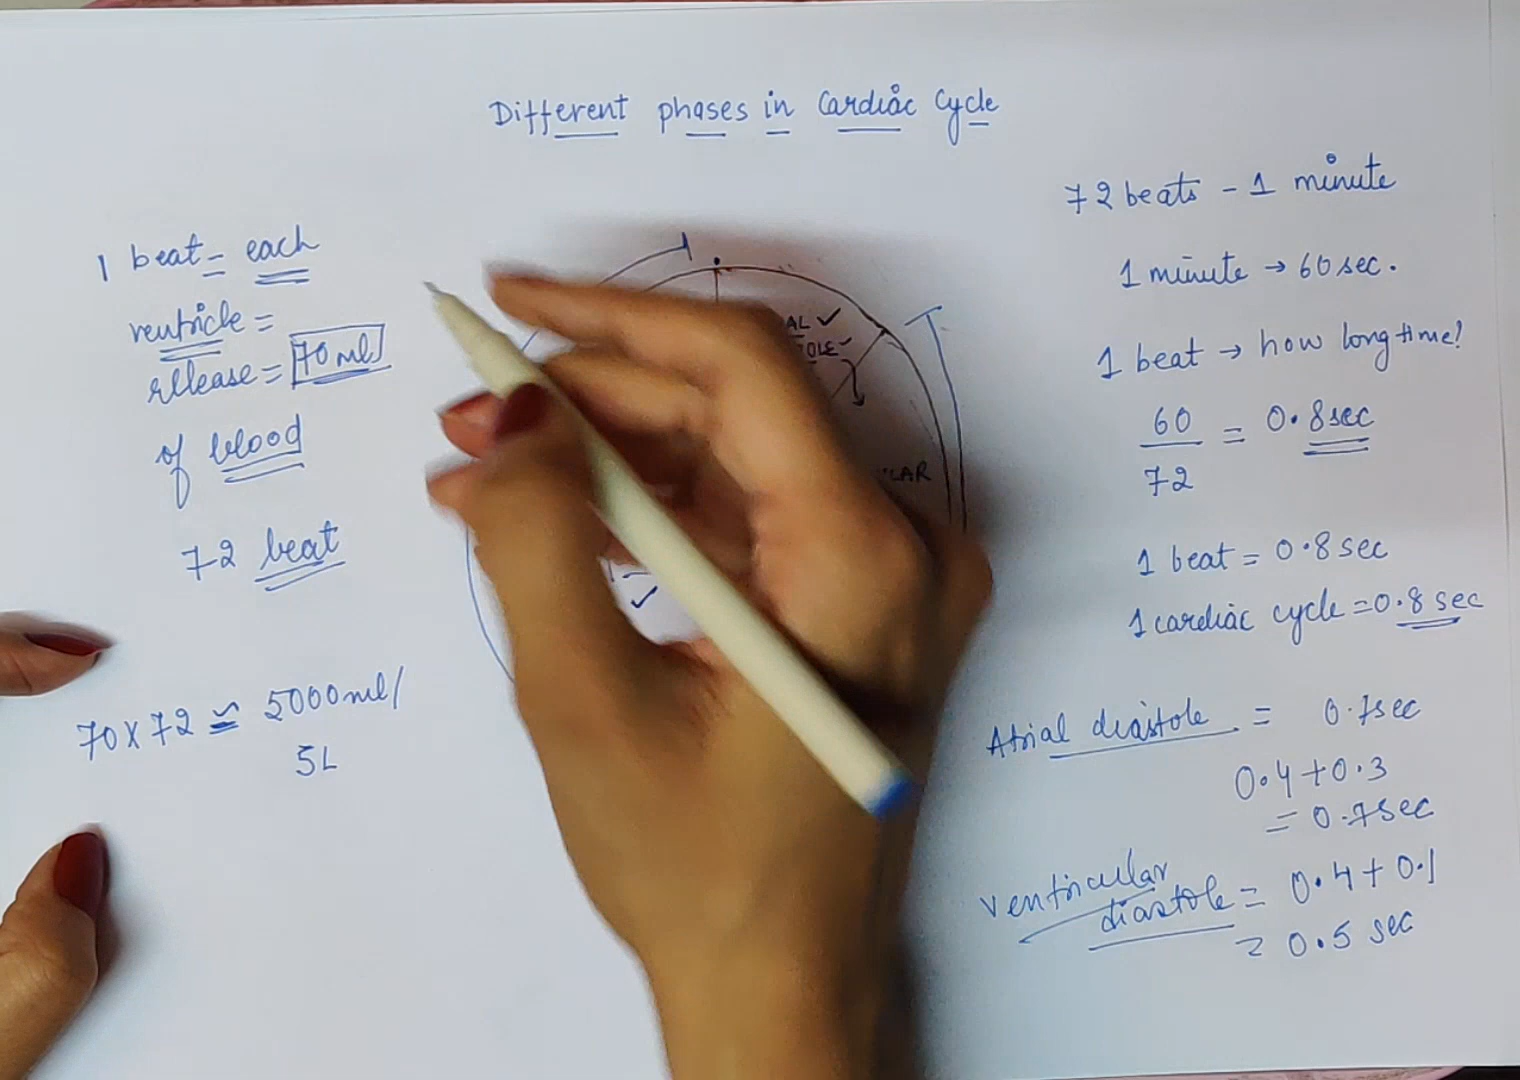 Different phases in Cardiac Cycle
1 beat = each
ventricle =
release = 70 ml
of blood
72 beat
70 X 72 ≃ 5000 ml/
5L
AL ✓
OLE ✓
LAR
✓
72 beats - 1 minute
1 minute → 60 sec.
1 beat → how long time?
60
72
= 0.8 sec
1 beat = 0.8 sec
1 cardiac cycle = 0.8 sec
Atrial diastole = 0.7 sec
0.4 + 0.3
= 0.7 sec
Ventricular
diastole = 0.4 + 0.1
= 0.5 sec